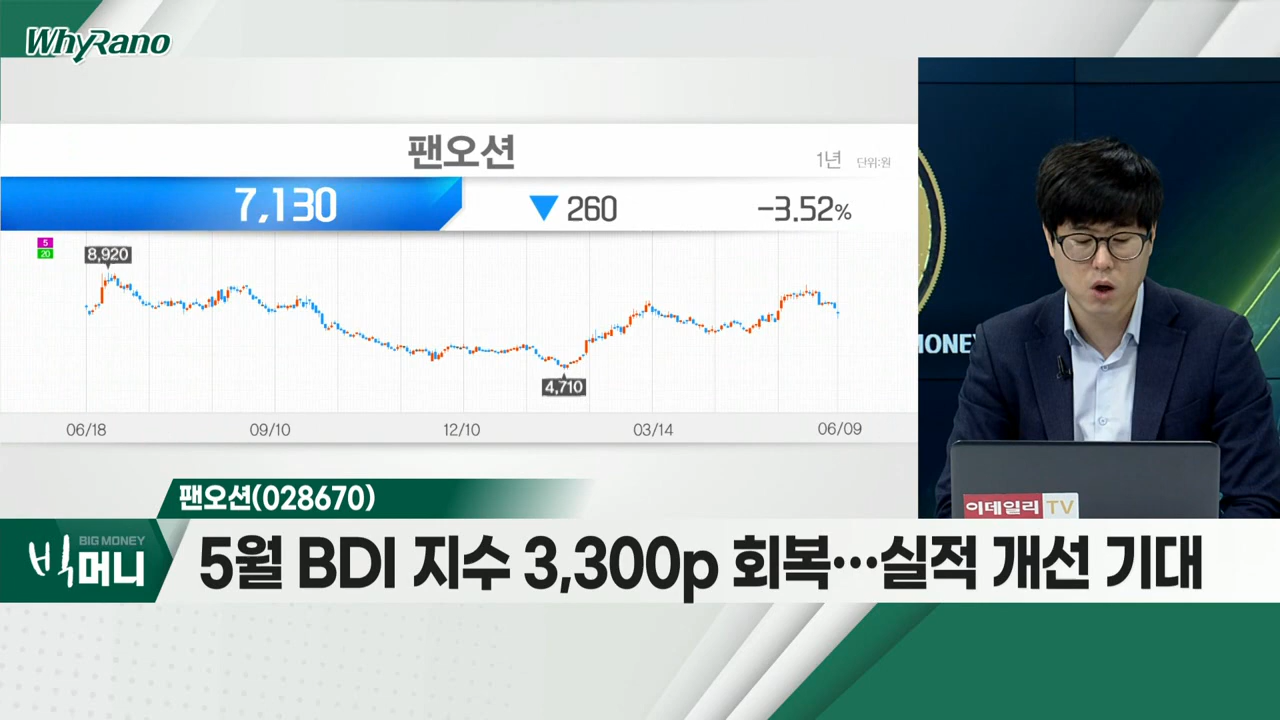 WhyRano
팬오션
1년 단위:원
7,130 ▼ 260 -3.52%
5
20
8,920
4,710
06/18 09/10 12/10 03/14 06/09
MONEY
이데일리 TV
팬오션(028670)
BIG MONEY
빅머니
5월 BDI 지수 3,300p 회복…실적 개선 기대